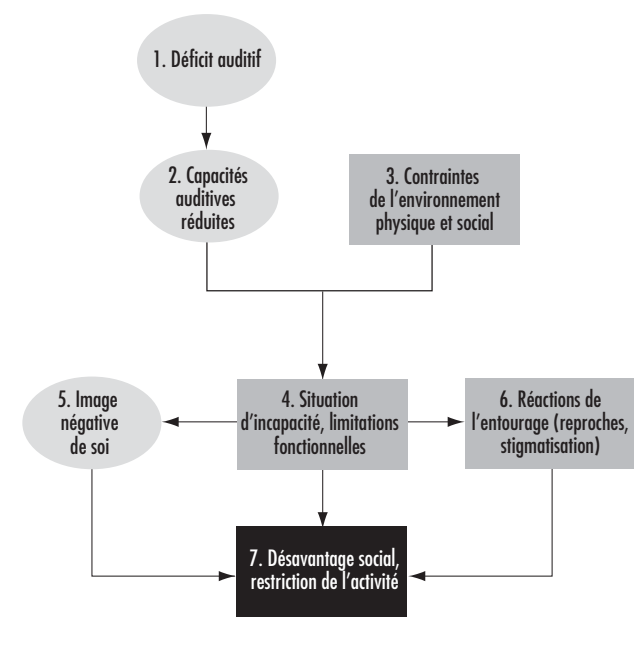 1. Déficit auditif
2. Capacités
auditives
réduites
3. Contraintes
de l'environnement
physique et social
4. Situation
d'incapacité, limitations
fonctionnelles
5. Image
négative
de soi
6. Réactions de
l'entourage (reproches,
stigmatisation)
7. Désavantage social,
restriction de l'activité